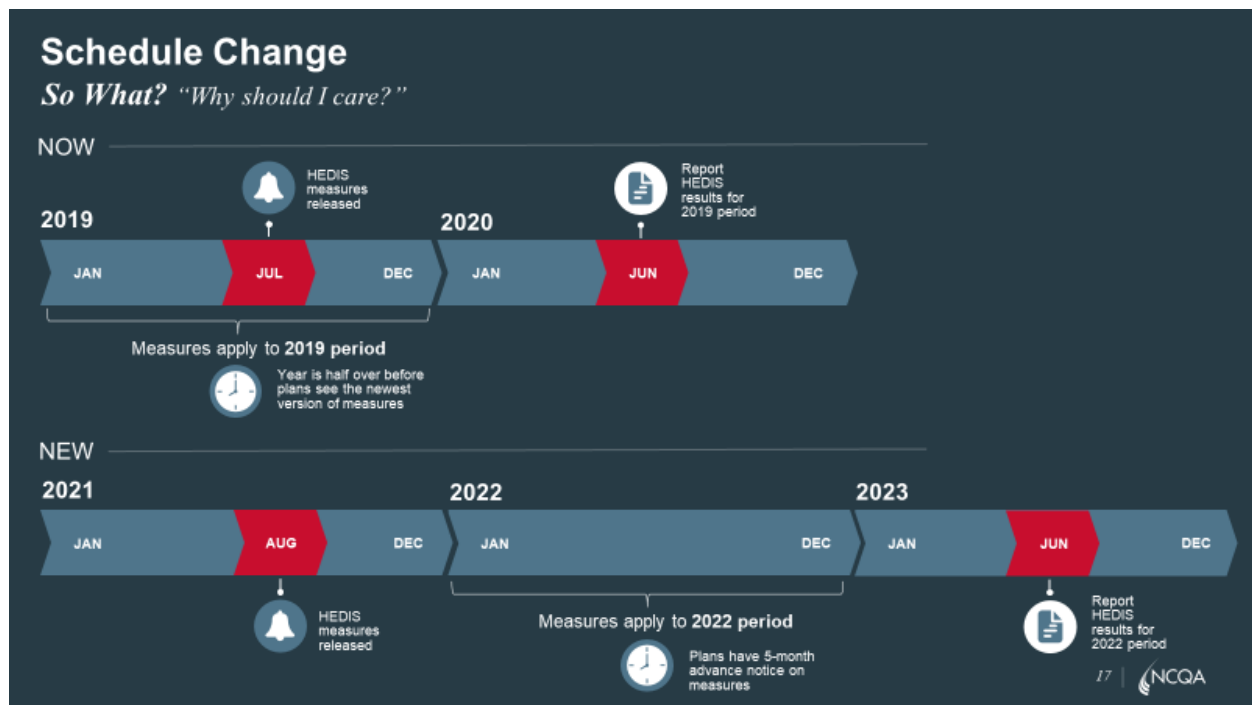 Schedule Change
So What? “Why should I care?”
NOW
HEDIS
measures
released
Report
HEDIS
results for
2019 period
2019
2020
JAN
JUL
DEC
JAN
JUN
DEC
Measures apply to 2019 period
Year is half over before
plans see the newest
version of measures
NEW
2021
2022
2023
JAN
AUG
DEC
JAN
DEC
JAN
JUN
DEC
HEDIS
measures
released
Measures apply to 2022 period
Plans have 5-month
advance notice on
measures
Report
HEDIS
results for
2022 period
17
NCQA